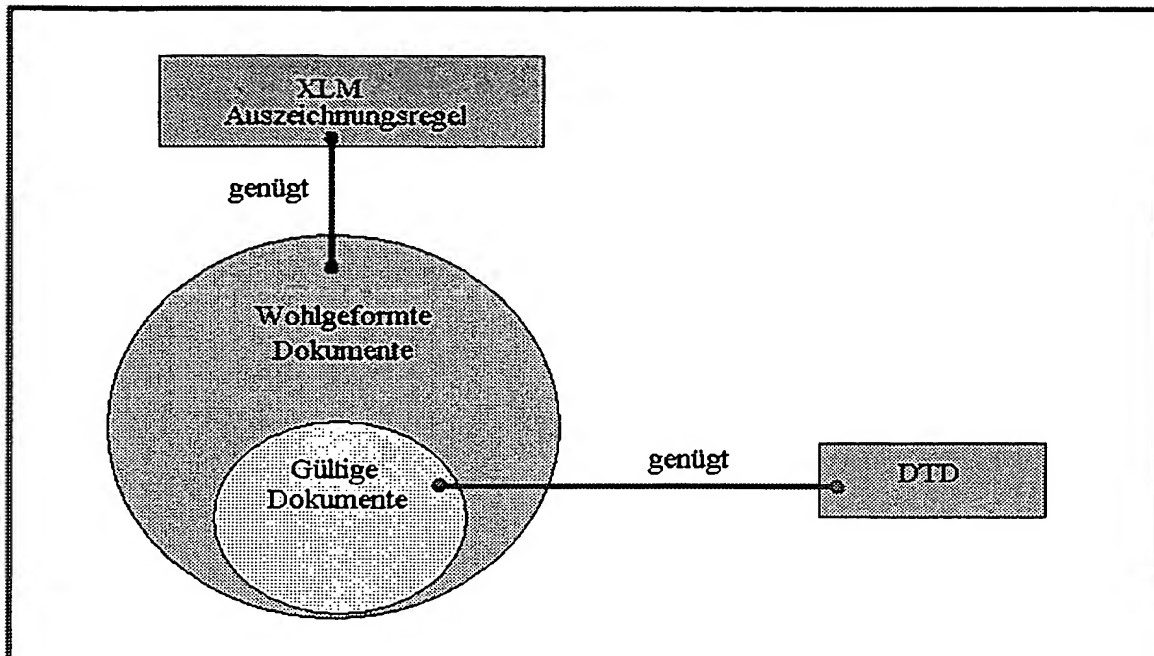 XLM
Auszeichnungsregel
genügt
Wohlgeformte
Dokumente
Gültige
Dokumente
genügt
DTD